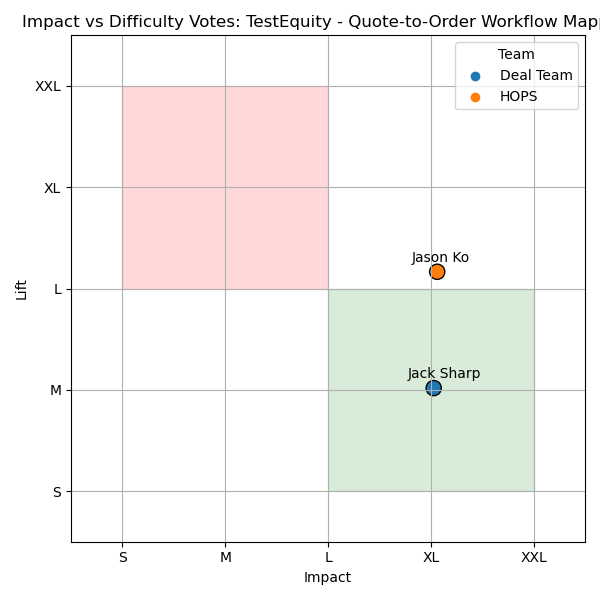 Impact vs Difficulty Votes: TestEquity - Quote-to-Order Workflow Mapp
Team
Deal Team
HOPS
XXL
XL
L
M
S
Lift
Jason Ko
Jack Sharp
S
M
L
XL
XXL
Impact